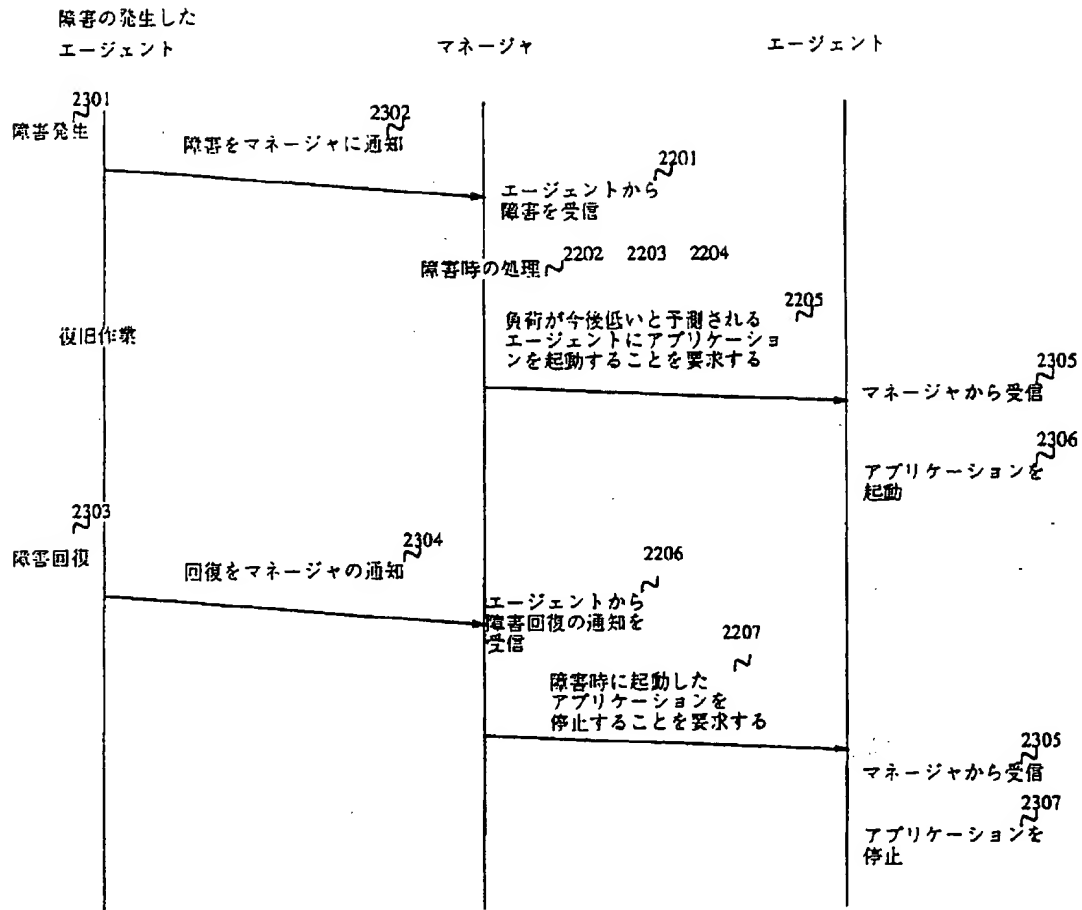 障害の発生した
エージェント
マネージャ
エージェント
2301
障害発生
2302
障害をマネージャに通知
2201
エージェントから
障害を受信
障害時の処理
2202 2203 2204
復旧作業
2205
負荷が今後低いと予測される
エージェントにアプリケーショ
ンを起動することを要求する
2305
マネージャから受信
2306
アプリケーションを
起動
2303
障害回復
2304
回復をマネージャの通知
2206
エージェントから
障害回復の通知を
受信
2207
障害時に起動した
アプリケーションを
停止することを要求する
2305
マネージャから受信
2307
アプリケーションを
停止